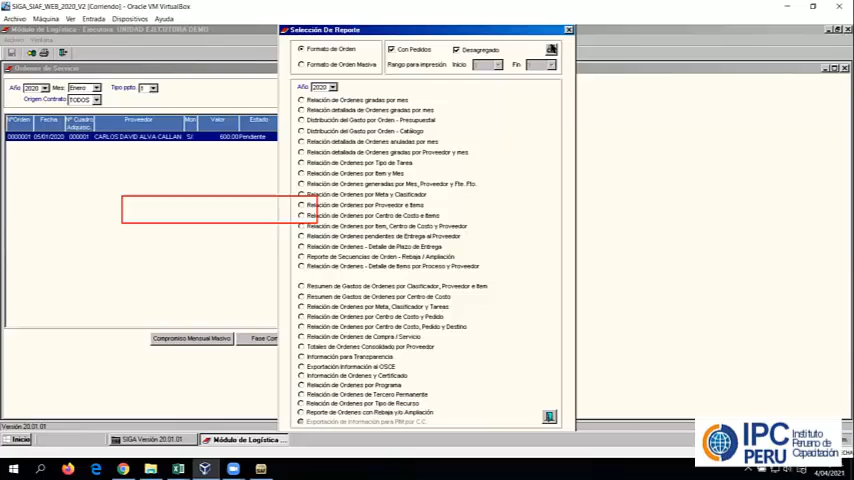 SIGA_SIAF_WEB_2020_V2 [Corriendo] - Oracle VM VirtualBox
Archivo Máquina Ver Entrada Dispositivos Ayuda
Módulo de Logística - Ejecutora: UNIDAD EJECUTORA DEMO
Archivo Ventana
Ordenes de Servicio
Año 2020 Mes: Enero Tipo ppto.
Origen Contrato TODOS
NºOrden Fecha Nº Cuadro Adquisic. Proveedor Mon Valor Estado
0000001 05/01/2020 000001 CARLOS DAVID ALVA CALLAN S/ 600.00 Pendiente
Compromiso Mensual Masivo
Selección De Reporte
Formato de Orden
Formato de Orden Masiva
Con Pedidos Desagregado
Rango para impresión Inicio Fin
Año 2020
Relación de Ordenes giradas por mes
Relación detallada de Ordenes giradas por mes
Distribución del Gasto por Orden - Presupuestal
Distribución del Gasto por Orden - Catálogo
Relación detallada de Ordenes anuladas por mes
Relación detallada de Ordenes giradas por Proveedor y mes
Relación de Ordenes por Tipo de Tarea
Relación de Ordenes por Item y Mes
Relación de Ordenes generadas por Mes, Proveedor y Fte. Fto.
Relación de Ordenes por Meta y Clasificador
Relación de Ordenes por Proveedor e Items
Relación de Ordenes por Centro de Costo e Items
Relación de Ordenes por Item, Centro de Costo y Proveedor
Relación de Ordenes pendientes de Entrega al Proveedor
Relación de Ordenes - Detalle de Plazo de Entrega
Reporte de Secuencias de Orden - Rebaja / Ampliación
Relación de Ordenes - Detalle de Items por Proceso y Proveedor
Resumen de Gastos de Ordenes por Clasificador, Proveedor e Item
Resumen de Gastos de Ordenes por Centro de Costo
Relación de Ordenes por Meta, Clasificador y Tareas
Relación de Ordenes por Centro de Costo y Pedido
Relación de Ordenes por Centro de Costo, Pedido y Destino
Relación de Ordenes de Compra / Servicio
Totales de Ordenes Consolidado por Proveedor
Información para Transparencia
Exportación Información al OSCE
Información de Ordenes y Certificado
Relación de Ordenes por Programa
Relación de Ordenes de Tercero Permanente
Relación de Ordenes por Tipo de Recurso
Reporte de Ordenes con Rebaja y/o Ampliación
Exportación de Información para PIM por C.C.
Versión 20.01.01
Inicio SIGA Versión 20.01.01 Módulo de Logística ...
IPC PERU
Instituto Peruano de Capacitación
4/04/2021